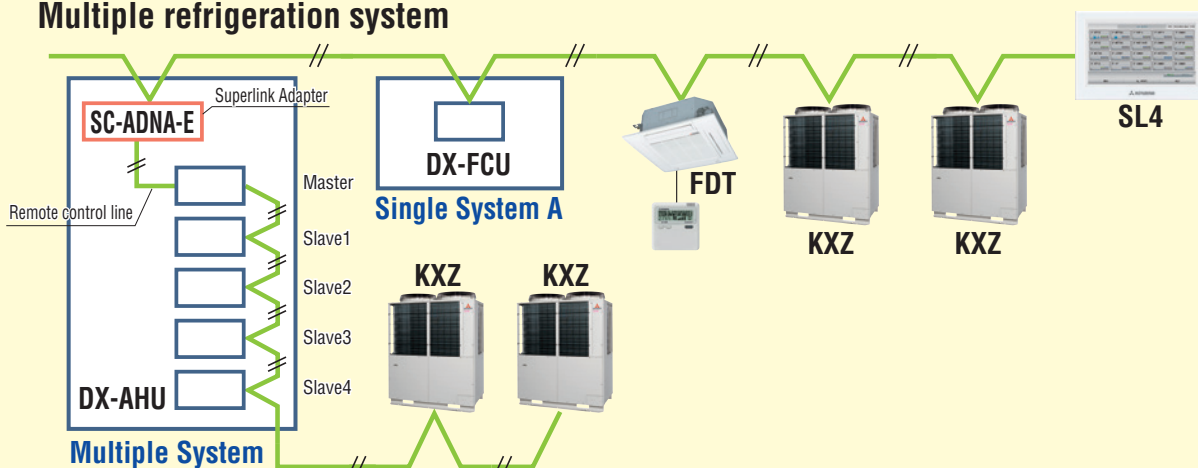 Multiple refrigeration system
Superlink Adapter
SC-ADNA-E
SL4
DX-FCU
FDT
Master
Single System A
Remote control line
KXZ
KXZ
Slave1
KXZ
KXZ
Slave2
Slave3
DX-AHU
Slave4
Multiple System